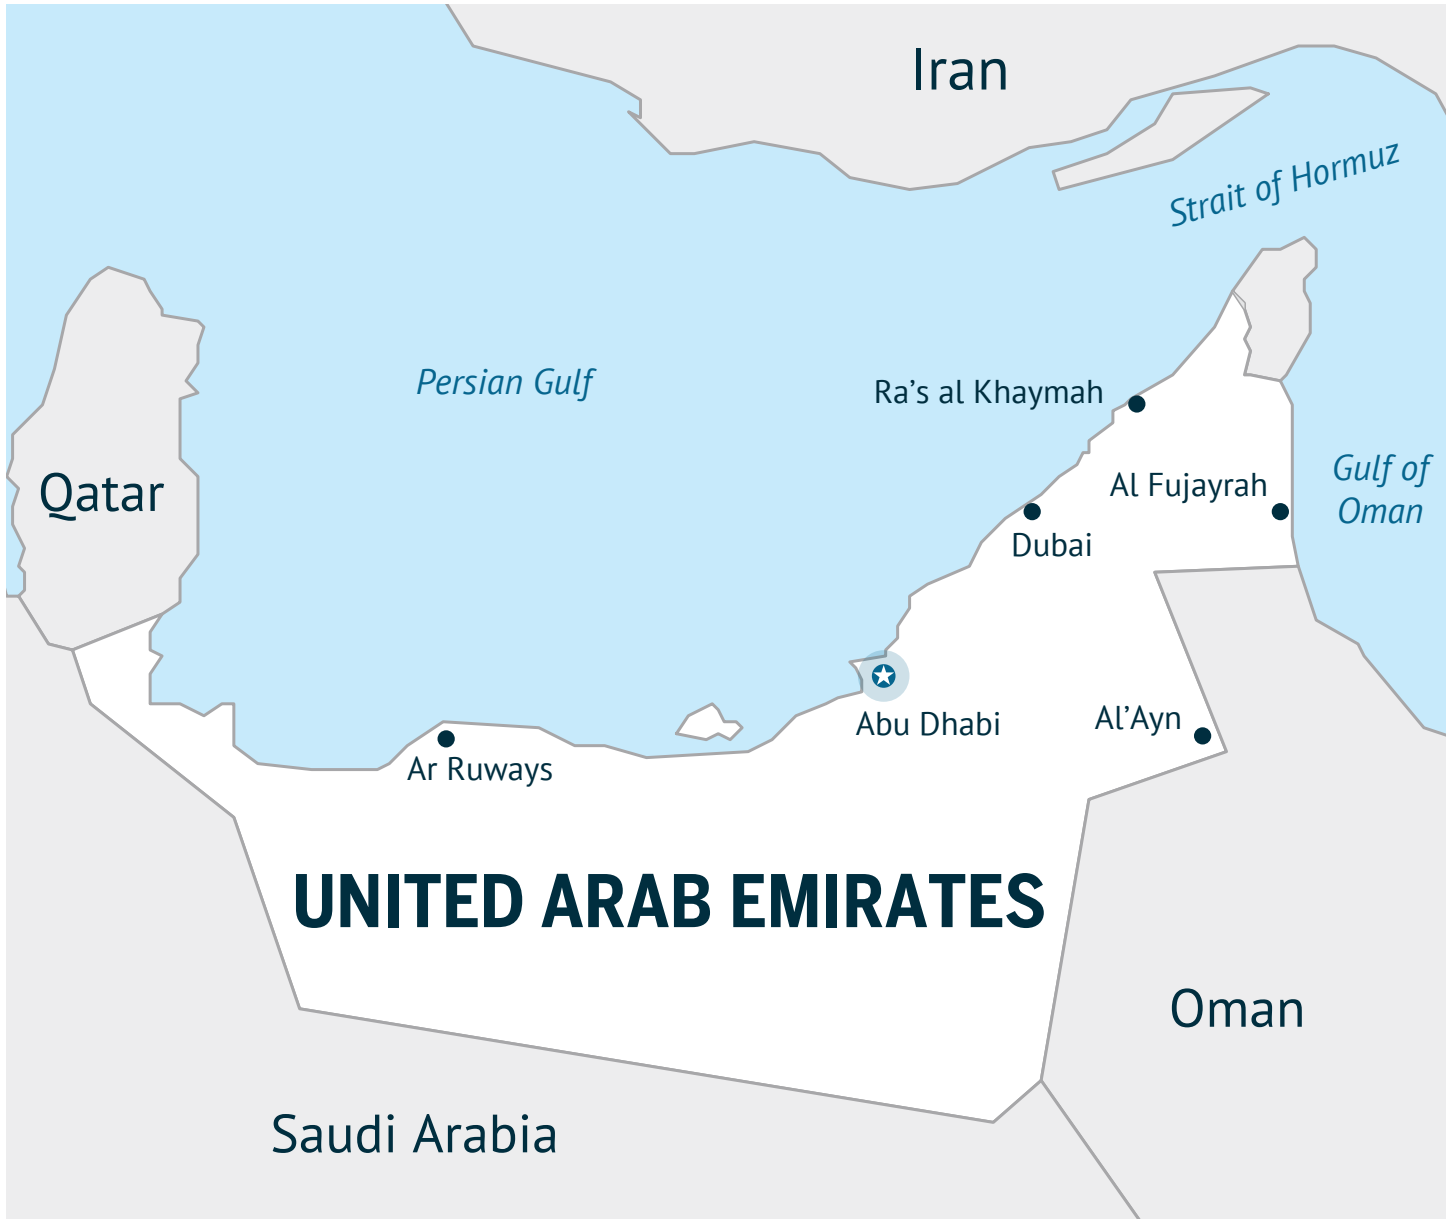 Iran
Strait of Hormuz
Persian Gulf
Ra’s al Khaymah
Qatar
Al Fujayrah
Gulf of
Oman
Dubai
Abu Dhabi
Al’Ayn
Ar Ruways
UNITED ARAB EMIRATES
Oman
Saudi Arabia